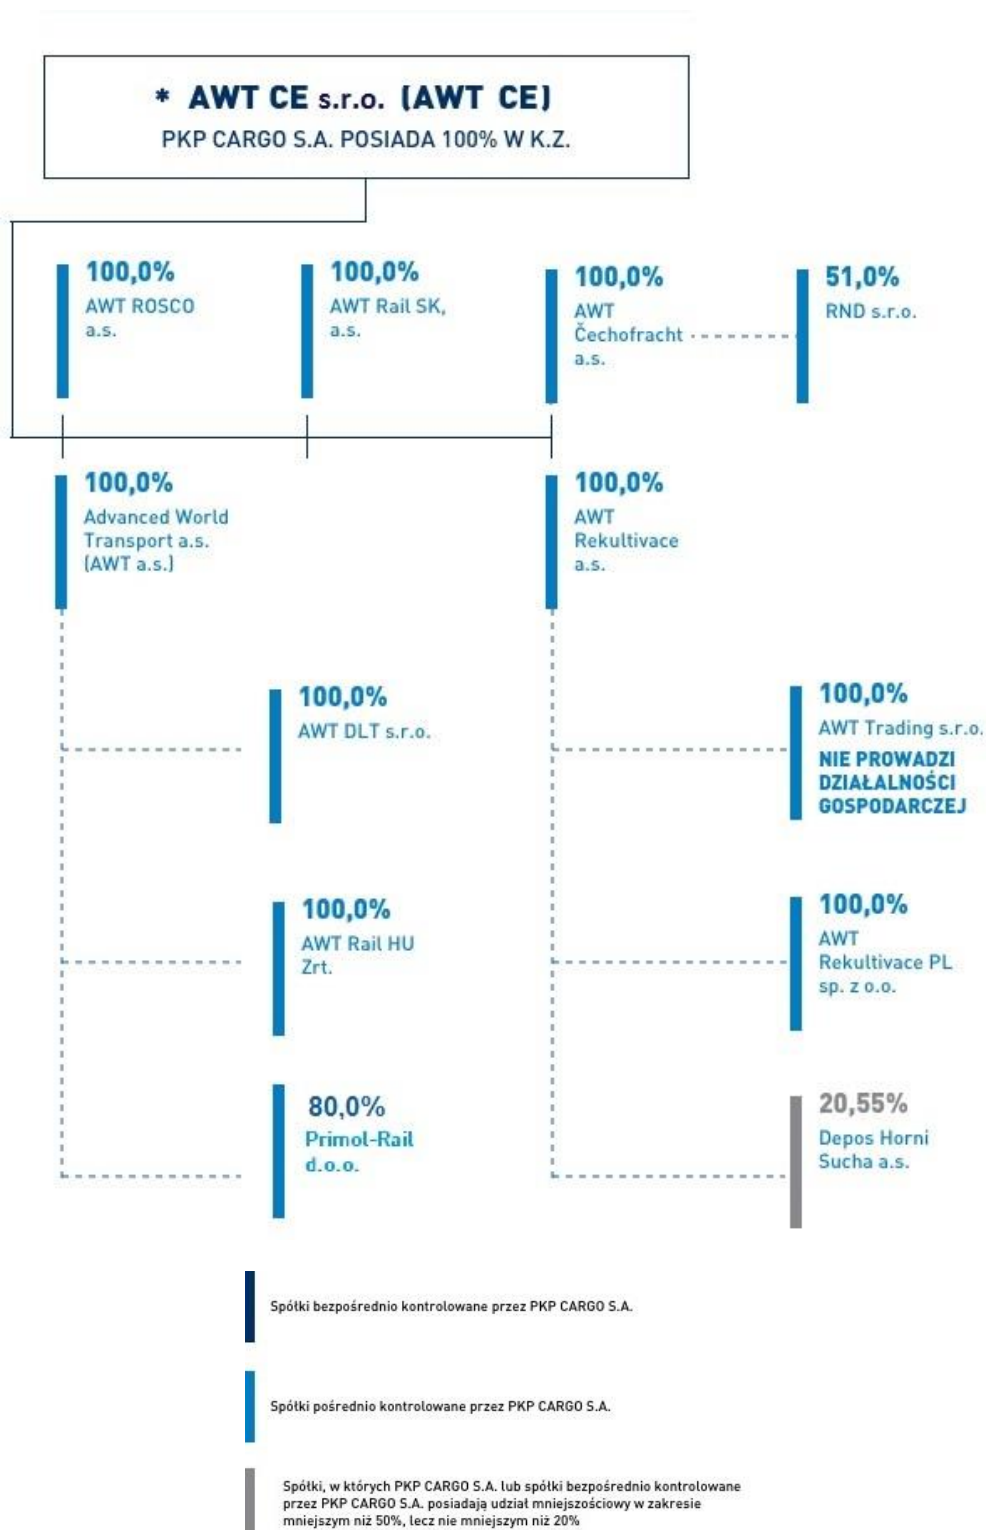 * AWT CE s.r.o. (AWT CE)
PKP CARGO S.A. POSIADA 100% W K.Z.
100,0%
AWT ROSCO
a.s.
100,0%
AWT Rail SK,
a.s.
100,0%
AWT
Čechofracht
a.s.
51,0%
RND s.r.o.
100,0%
Advanced World
Transport a.s.
(AWT a.s.)
100,0%
AWT
Rekultivace
a.s.
100,0%
AWT DLT s.r.o.
100,0%
AWT Trading s.r.o.
NIE PROWADZI
DZIAŁALNOŚCI
GOSPODARCZEJ
100,0%
AWT Rail HU
Zrt.
100,0%
AWT
Rekultivace PL
sp. z o.o.
80,0%
Primol-Rail
d.o.o.
20,55%
Depos Horni
Sucha a.s.
Spółki bezpośrednio kontrolowane przez PKP CARGO S.A.
Spółki pośrednio kontrolowane przez PKP CARGO S.A.
Spółki, w których PKP CARGO S.A. lub spółki bezpośrednio kontrolowane
przez PKP CARGO S.A. posiadają udział mniejszościowy w zakresie
mniejszym niż 50%, lecz nie mniejszym niż 20%